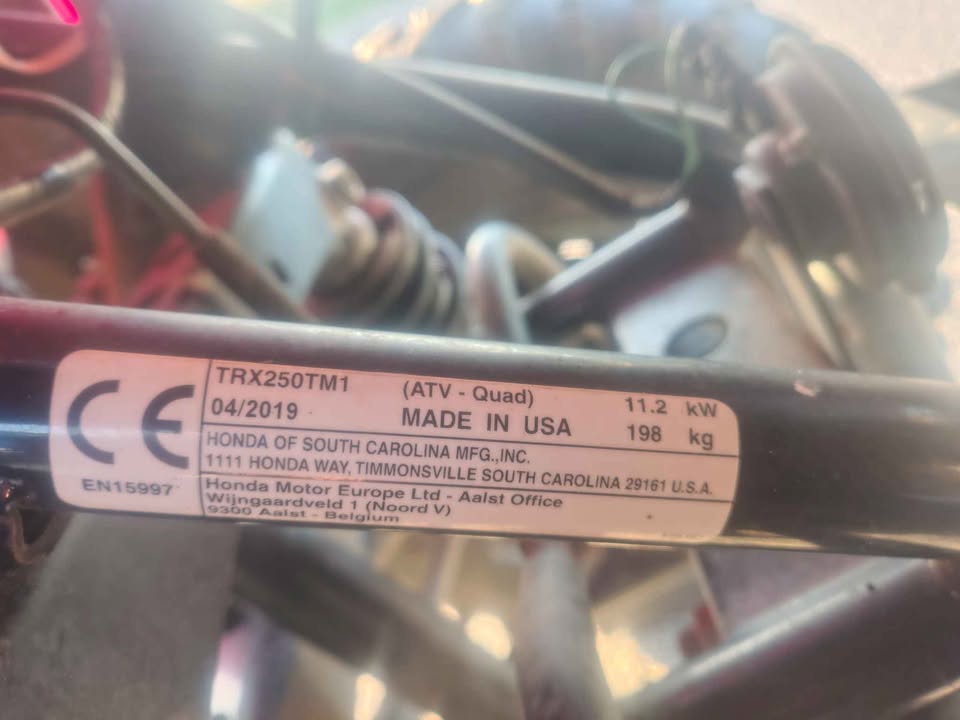 CE
EN15997
TRX250TM1 (ATV - Quad) 11.2 kW
04/2019 MADE IN USA 198 kg
HONDA OF SOUTH CAROLINA MFG.,INC.
1111 HONDA WAY, TIMMONSVILLE SOUTH CAROLINA 29161 U.S.A.
Honda Motor Europe Ltd - Aalst Office
Wijngaardveld 1 (Noord V)
9300 Aalst - Belgium